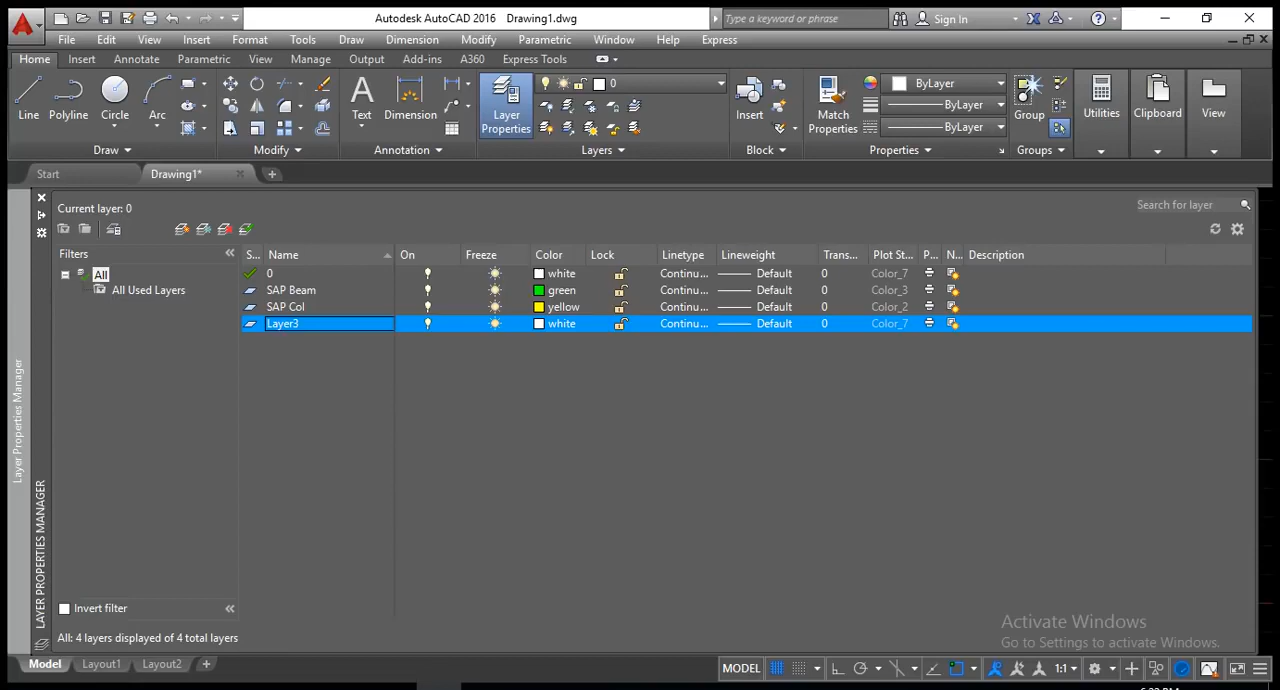 Autodesk AutoCAD 2016 Drawing1.dwg Type a keyword or phrase Sign In
File Edit View Insert Format Tools Draw Dimension Modify Parametric Window Help Express
Home Insert Annotate Parametric View Manage Output Add-ins A360 Express Tools
0 ByLayer
ByLayer
ByLayer
Line Polyline Circle Arc Text Dimension Layer Properties Insert Match Properties Group Utilities Clipboard View
Draw Modify Annotation Layers Block Properties Groups
Start Drawing1*
Current layer: 0 Search for layer
Filters S... Name On Freeze Color Lock Linetype Lineweight Trans... Plot St... P... N... Description
All 0 white Continu... Default 0 Color_7
All Used Layers SAP Beam green Continu... Default 0 Color_3
SAP Col yellow Continu... Default 0 Color_2
Layer3 white Continu... Default 0 Color_7
Layer Properties Manager
LAYER PROPERTIES MANAGER
Invert filter
All: 4 layers displayed of 4 total layers
Activate Windows
Go to Settings to activate Windows.
Model Layout1 Layout2 MODEL 1:1